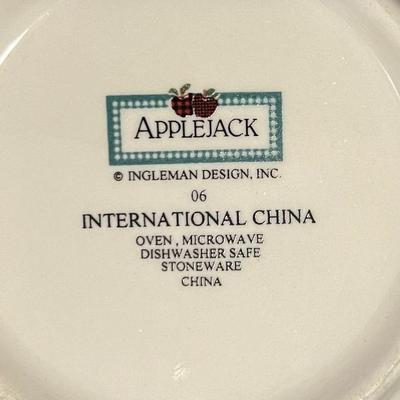 APPLEJACK
© INGLEMAN DESIGN, INC.
06
INTERNATIONAL CHINA
OVEN, MICROWAVE
DISHWASHER SAFE
STONEWARE
CHINA